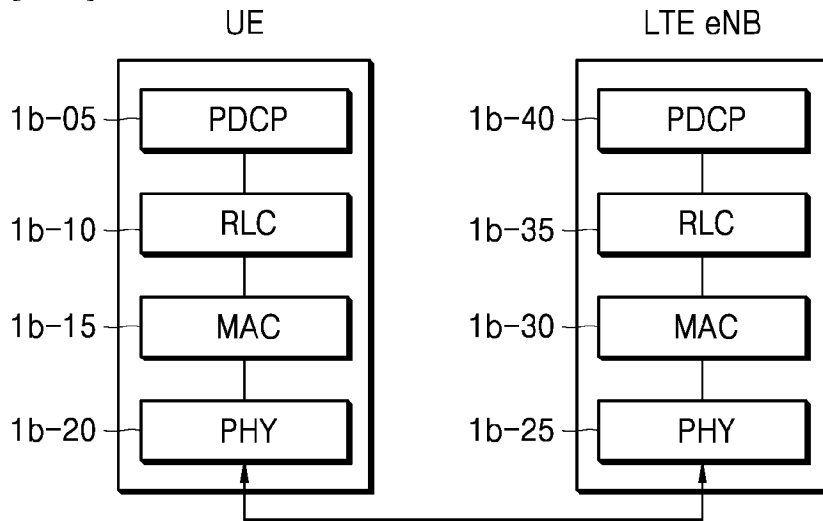 UE LTE eNB
1b-05 PDCP 1b-40 PDCP
1b-10 RLC 1b-35 RLC
1b-15 MAC 1b-30 MAC
1b-20 PHY 1b-25 PHY